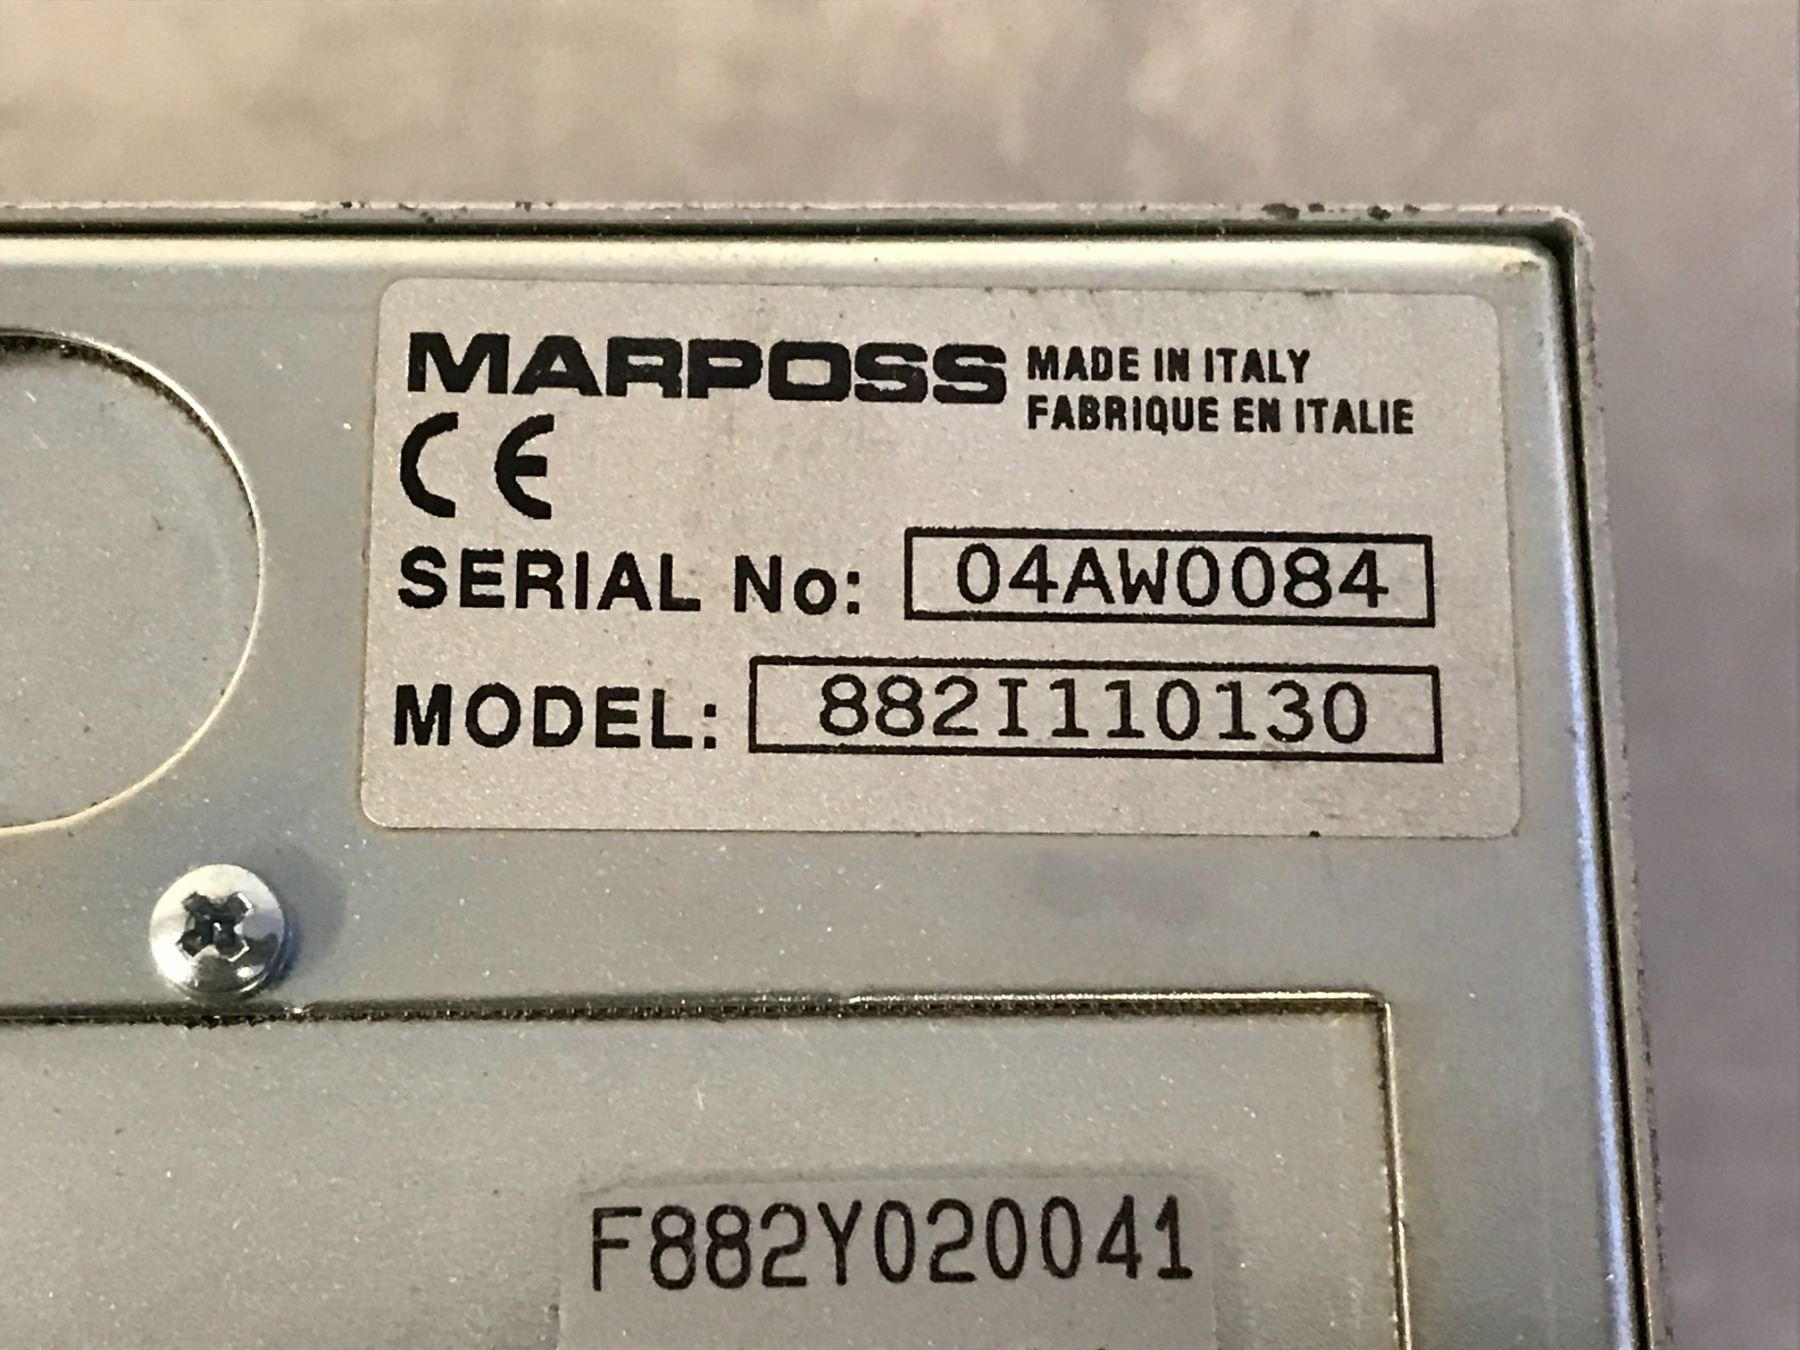 MARPOSS MADE IN ITALY
FABRIQUE EN ITALIE
CE
SERIAL No: 04AW0084
MODEL: 882I110130
F882Y020041